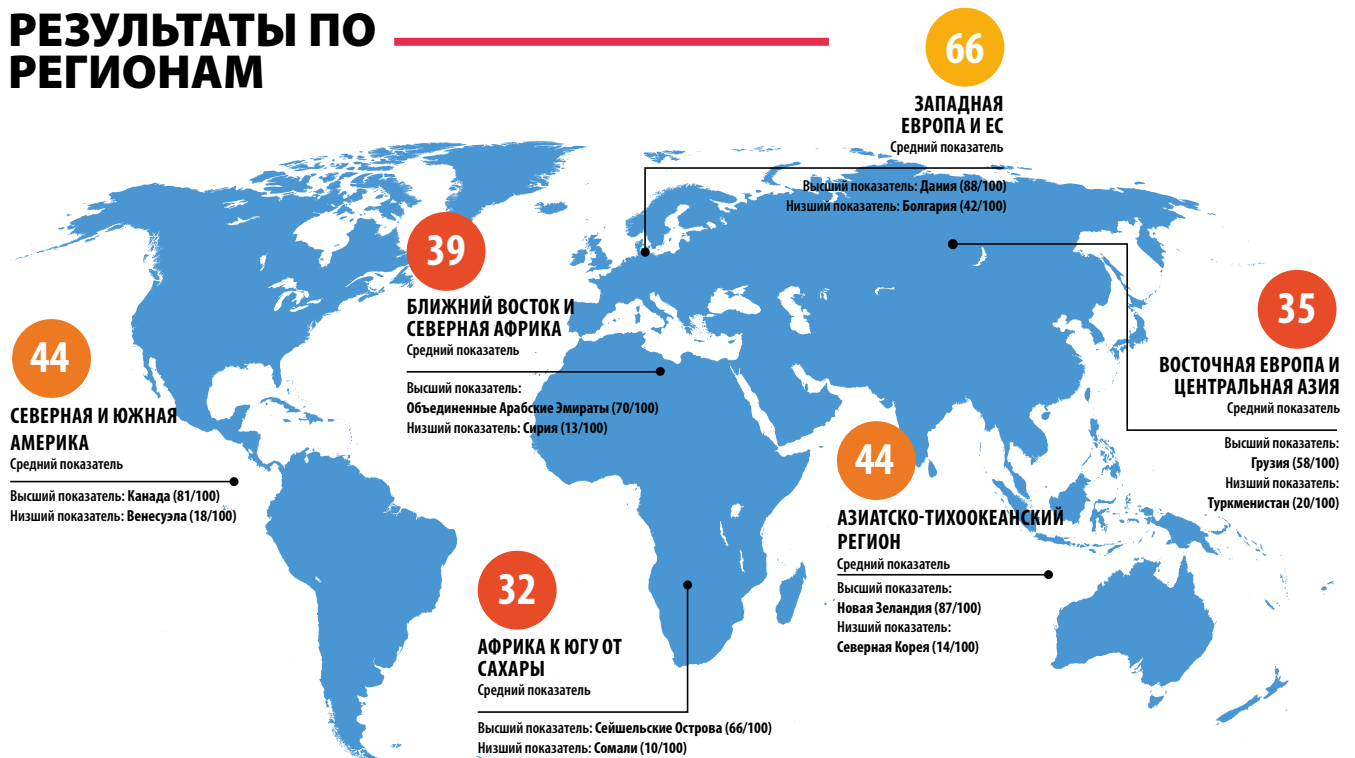 РЕЗУЛЬТАТЫ ПО
РЕГИОНАМ
66
ЗАПАДНАЯ
ЕВРОПА И ЕС
Средний показатель
Высший показатель: Дания (88/100)
Низший показатель: Болгария (42/100)
39
БЛИЖНИЙ ВОСТОК И
СЕВЕРНАЯ АФРИКА
Средний показатель
Высший показатель:
Объединенные Арабские Эмираты (70/100)
Низший показатель: Сирия (13/100)
35
ВОСТОЧНАЯ ЕВРОПА И
ЦЕНТРАЛЬНАЯ АЗИЯ
Средний показатель
Высший показатель:
Грузия (58/100)
Низший показатель:
Туркменистан (20/100)
44
СЕВЕРНАЯ И ЮЖНАЯ
АМЕРИКА
Средний показатель
Высший показатель: Канада (81/100)
Низший показатель: Венесуэла (18/100)
44
АЗИАТСКО-ТИХООКЕАНСКИЙ
РЕГИОН
Средний показатель
Высший показатель:
Новая Зеландия (87/100)
Низший показатель:
Северная Корея (14/100)
32
АФРИКА К ЮГУ ОТ
САХАРЫ
Средний показатель
Высший показатель: Сейшельские Острова (66/100)
Низший показатель: Сомали (10/100)